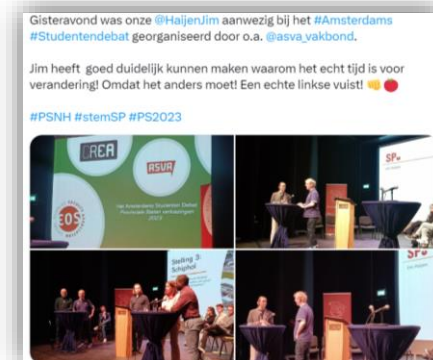 Gisteravond was onze @HaijenJim aanwezig bij het #Amsterdams
#Studentendebat georganiseerd door o.a. @asva_vakbond.
Jim heeft goed duidelijk kunnen maken waarom het echt tijd is voor
verandering! Omdat het anders moet! Een echte linkse vuist! 🤜🍅
#PSNH #stemSP #PS2023
CREA
ASVA
Het Amsterdams Studenten Debat
Provinciale Staten verkiezingen
2023
SP
Stelling 3:
Schiphol
SP